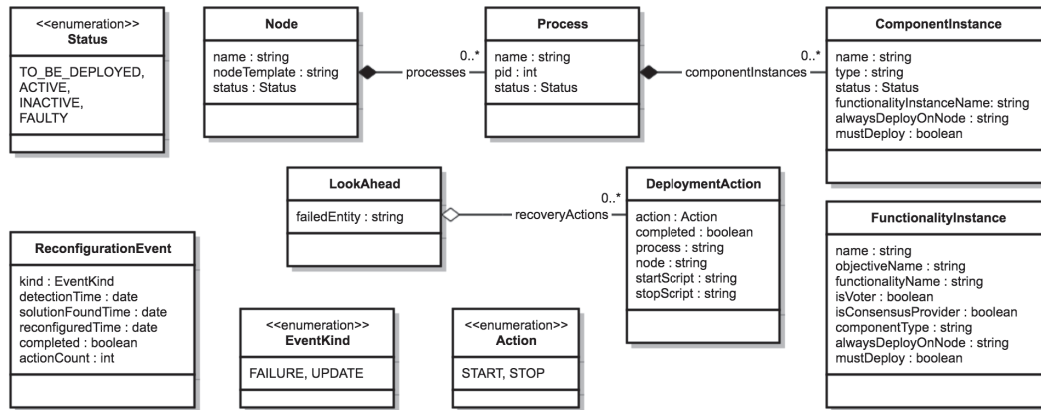 <<enumeration>>
Status
TO_BE_DEPLOYED,
ACTIVE,
INACTIVE,
FAULTY
Node
name : string
nodeTemplate : string
status : Status
processes
0..*
Process
name : string
pid : int
status : Status
componentInstances
0..*
ComponentInstance
name : string
type : string
status : Status
functionalityInstanceName: string
alwaysDeployOnNode : string
mustDeploy : boolean
LookAhead
failedEntity : string
recoveryActions
0..*
DeploymentAction
action : Action
completed : boolean
process : string
node : string
startScript : string
stopScript : string
FunctionalityInstance
name : string
objectiveName : string
functionalityName : string
isVoter : boolean
isConsensusProvider : boolean
componentType : string
alwaysDeployOnNode : string
mustDeploy : boolean
ReconfigurationEvent
kind : EventKind
detectionTime : date
solutionFoundTime : date
reconfiguredTime : date
completed : boolean
actionCount : int
<<enumeration>>
EventKind
FAILURE, UPDATE
<<enumeration>>
Action
START, STOP